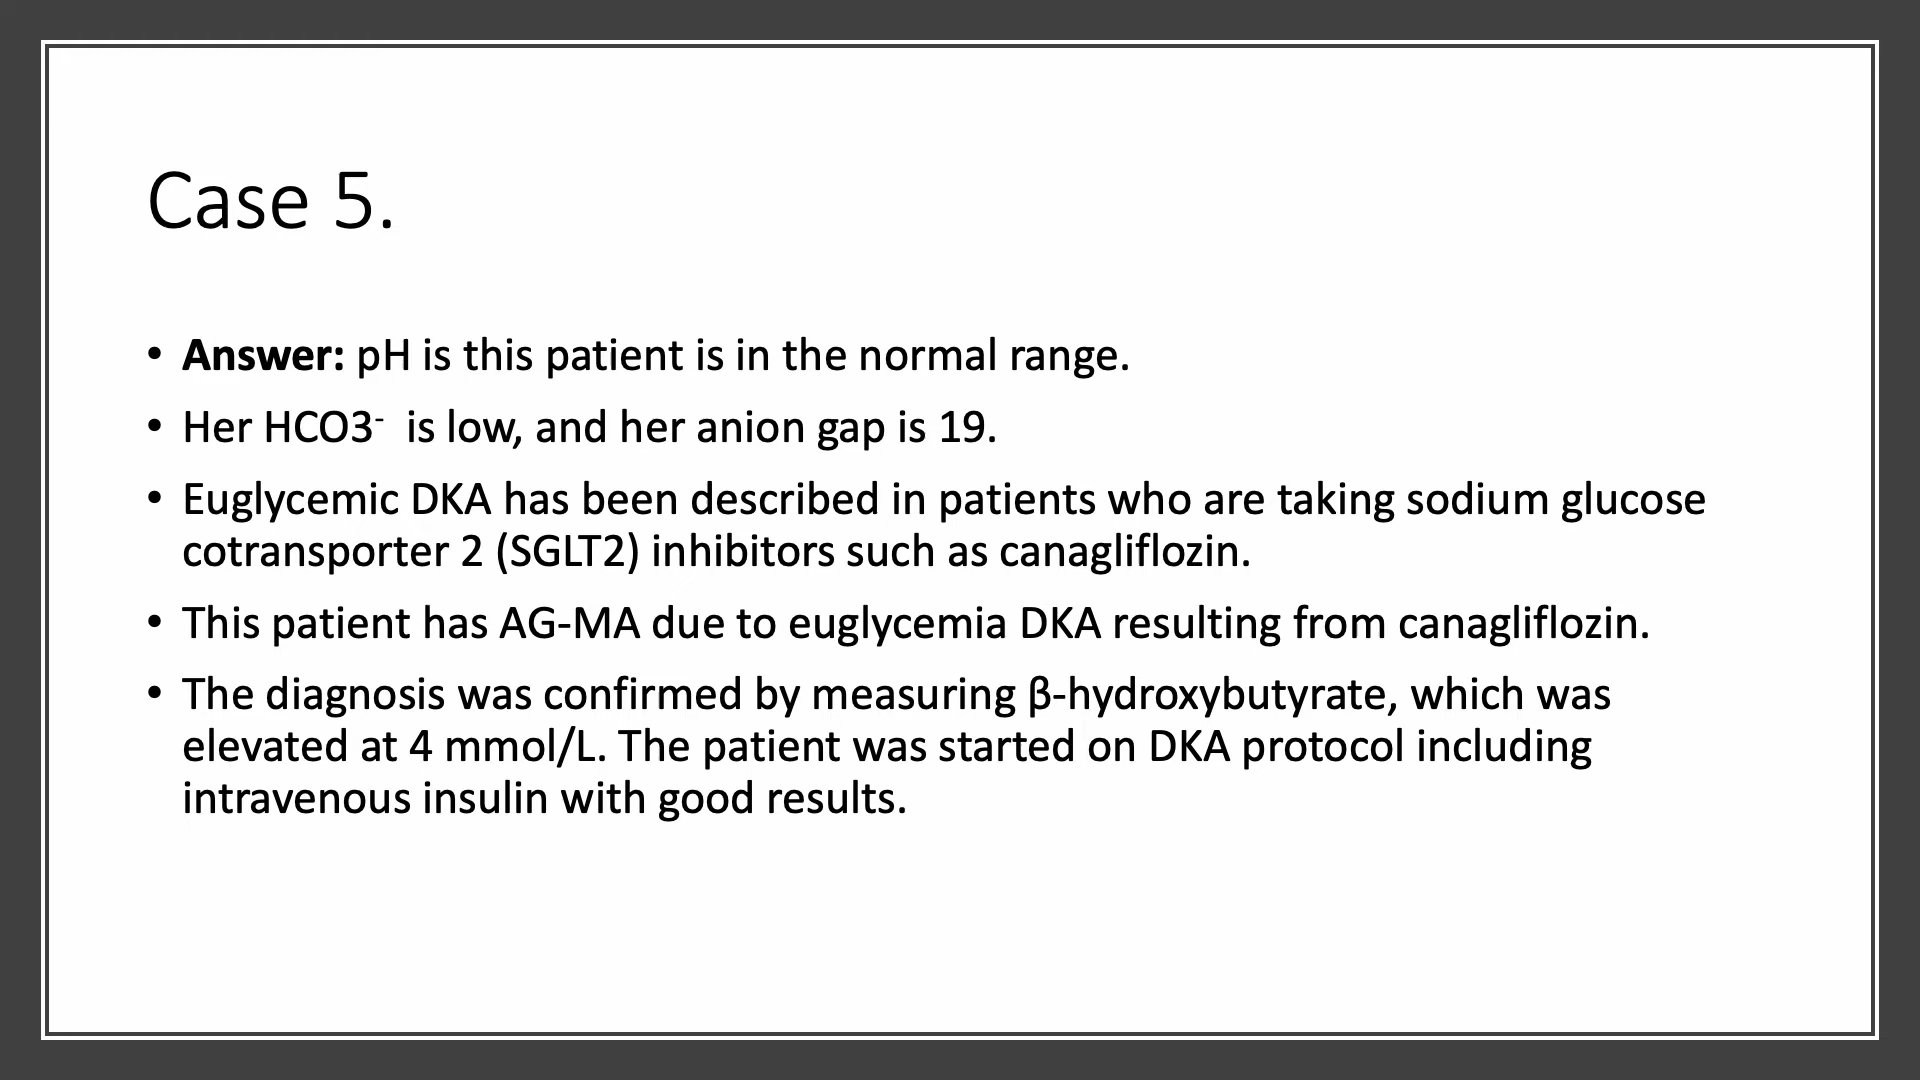 Case 5.
• Answer: pH is this patient is in the normal range.
• Her HCO3⁻ is low, and her anion gap is 19.
• Euglycemic DKA has been described in patients who are taking sodium glucose
cotransporter 2 (SGLT2) inhibitors such as canagliflozin.
• This patient has AG-MA due to euglycemia DKA resulting from canagliflozin.
• The diagnosis was confirmed by measuring β-hydroxybutyrate, which was
elevated at 4 mmol/L. The patient was started on DKA protocol including
intravenous insulin with good results.